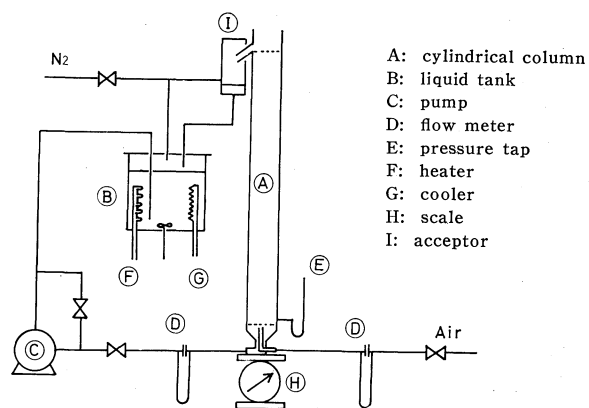 I
N2
A: cylindrical column
B: liquid tank
C: pump
D: flow meter
E: pressure tap
F: heater
G: cooler
H: scale
I: acceptor
B
A
F
G
E
D
D
Air
C
H